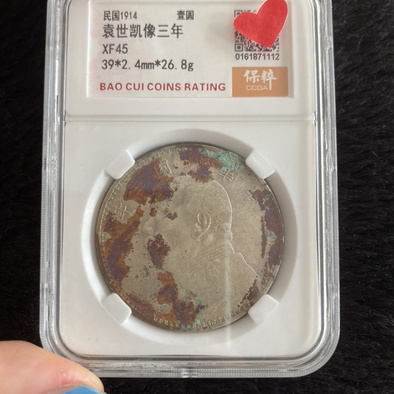 民国1914 壹圆
袁世凯像三年
XF45
39*2.4mm*26.8g
BAO CUI COINS RATING
0161871112
保粹
CCGA